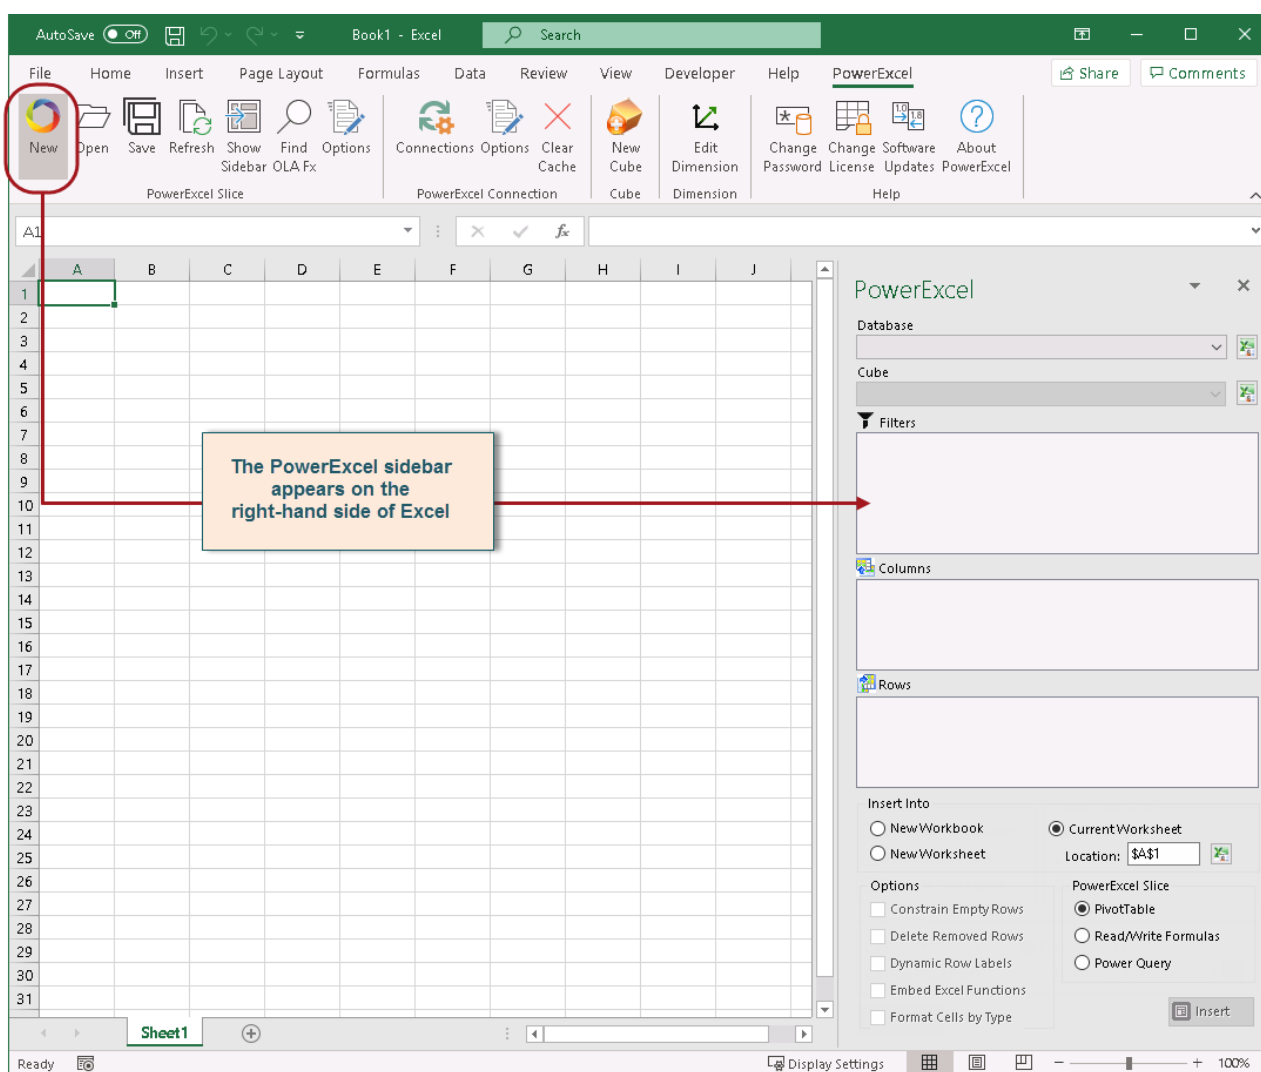 AutoSave Off Book1 - Excel Search
File Home Insert Page Layout Formulas Data Review View Developer Help PowerExcel Share Comments
New Open Save Refresh Show Sidebar Find OLA Fx Options Connections Options Clear Cache New Cube Edit Dimension Change Password Change License Software Updates About PowerExcel
PowerExcel Slice PowerExcel Connection Cube Dimension Help
A1 fx
A B C D E F G H I J
1
2
3
4
5
6
7
8
9
10
11
12
13
14
15
16
17
18
19
20
21
22
23
24
25
26
27
28
29
30
31
The PowerExcel sidebar
appears on the
right-hand side of Excel
PowerExcel
Database
Cube
Filters
Columns
Rows
Insert Into
New Workbook Current Worksheet
New Worksheet Location: $A$1
Options PowerExcel Slice
Constrain Empty Rows PivotTable
Delete Removed Rows Read/Write Formulas
Dynamic Row Labels Power Query
Embed Excel Functions
Format Cells by Type Insert
Sheet1
Ready Display Settings 100%